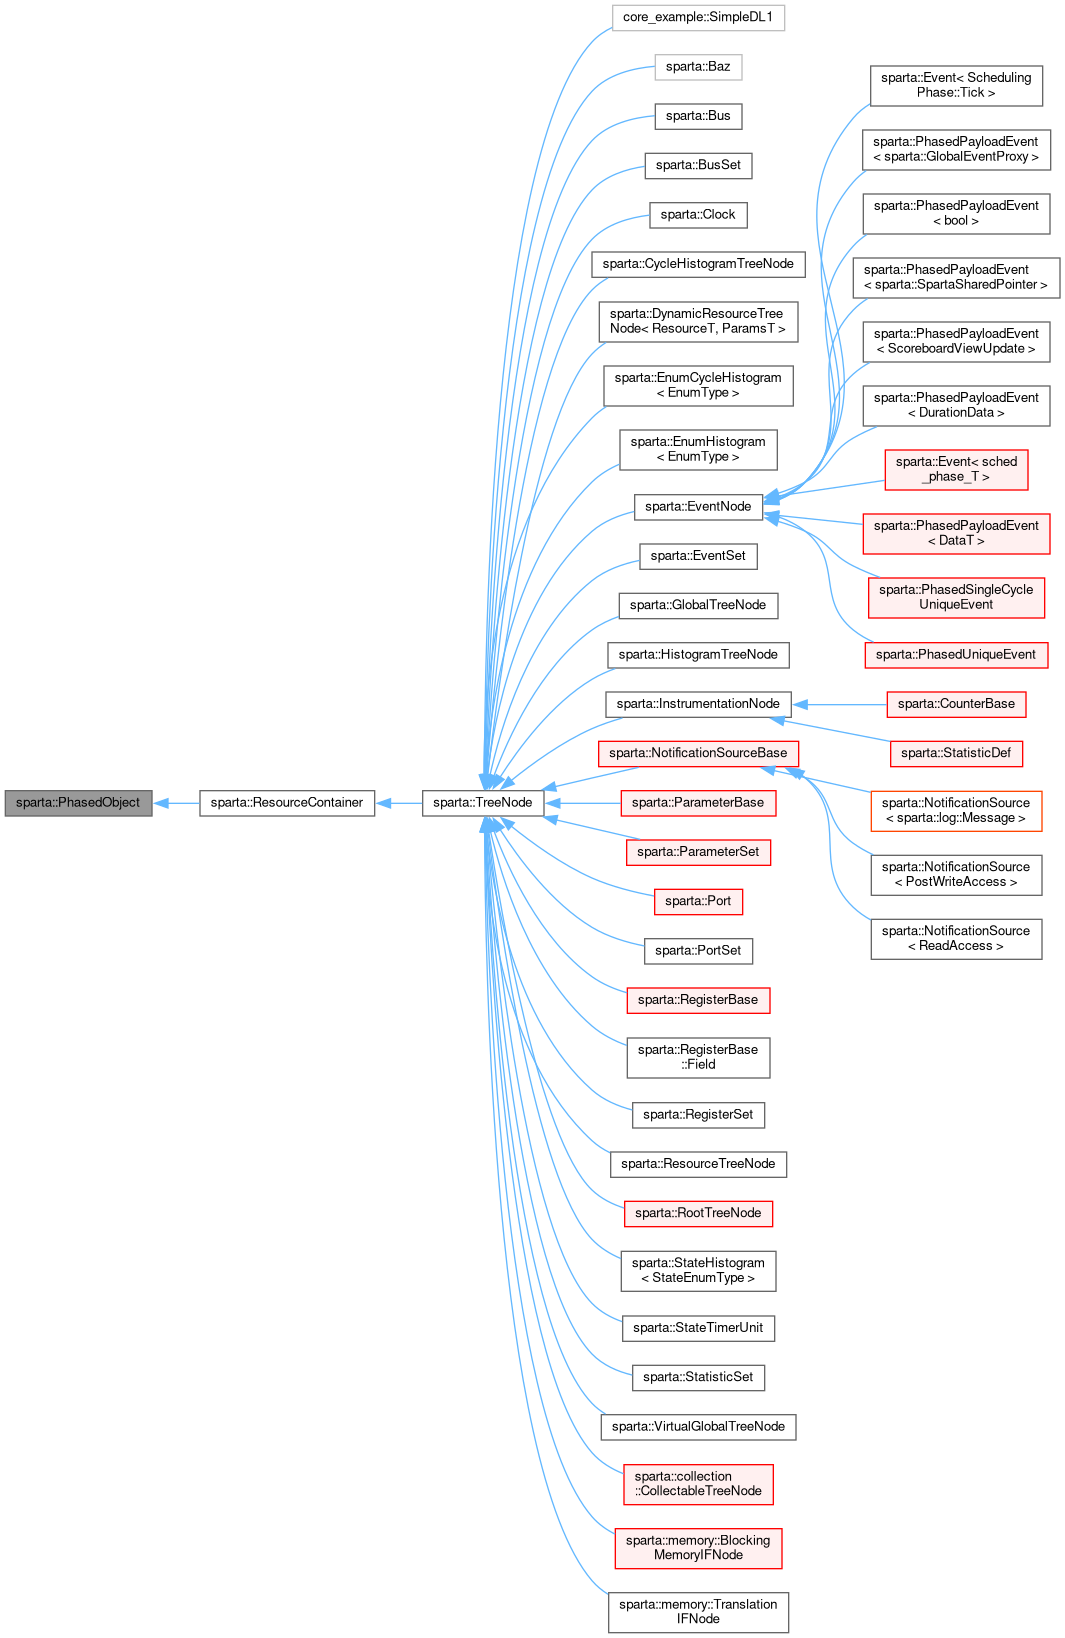 core_example::SimpleDL1
sparta::Baz
sparta::Bus
sparta::BusSet
sparta::Clock
sparta::CycleHistogramTreeNode
sparta::DynamicResourceTree
Node< ResourceT, ParamsT >
sparta::EnumCycleHistogram
< EnumType >
sparta::EnumHistogram
< EnumType >
sparta::EventNode
sparta::EventSet
sparta::GlobalTreeNode
sparta::HistogramTreeNode
sparta::InstrumentationNode
sparta::NotificationSourceBase
sparta::PhasedObject
sparta::ResourceContainer
sparta::TreeNode
sparta::ParameterBase
sparta::ParameterSet
sparta::Port
sparta::PortSet
sparta::RegisterBase
sparta::RegisterBase
::Field
sparta::RegisterSet
sparta::ResourceTreeNode
sparta::RootTreeNode
sparta::StateHistogram
< StateEnumType >
sparta::StateTimerUnit
sparta::StatisticSet
sparta::VirtualGlobalTreeNode
sparta::collection
::CollectableTreeNode
sparta::memory::Blocking
MemoryIFNode
sparta::memory::Translation
IFNode
sparta::Event< Scheduling
Phase::Tick >
sparta::PhasedPayloadEvent
< sparta::GlobalEventProxy >
sparta::PhasedPayloadEvent
< bool >
sparta::PhasedPayloadEvent
< sparta::SpartaSharedPointer >
sparta::PhasedPayloadEvent
< ScoreboardViewUpdate >
sparta::PhasedPayloadEvent
< DurationData >
sparta::Event< sched
_phase_T >
sparta::PhasedPayloadEvent
< DataT >
sparta::PhasedSingleCycle
UniqueEvent
sparta::PhasedUniqueEvent
sparta::CounterBase
sparta::StatisticDef
sparta::NotificationSource
< sparta::log::Message >
sparta::NotificationSource
< PostWriteAccess >
sparta::NotificationSource
< ReadAccess >